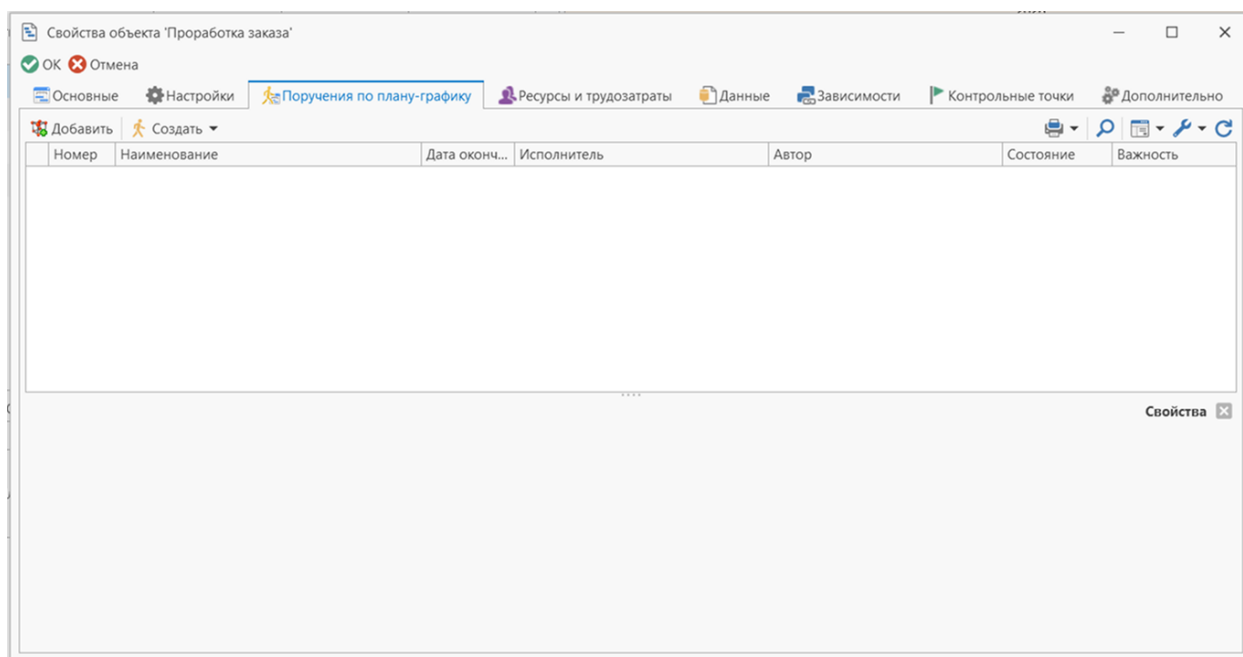 Свойства объекта 'Проработка заказа'
ОК Отмена
Основные Настройки Поручения по плану-графику Ресурсы и трудозатраты Данные Зависимости Контрольные точки Дополнительно
Добавить Создать
Номер Наименование Дата оконч... Исполнитель Автор Состояние Важность
Свойства